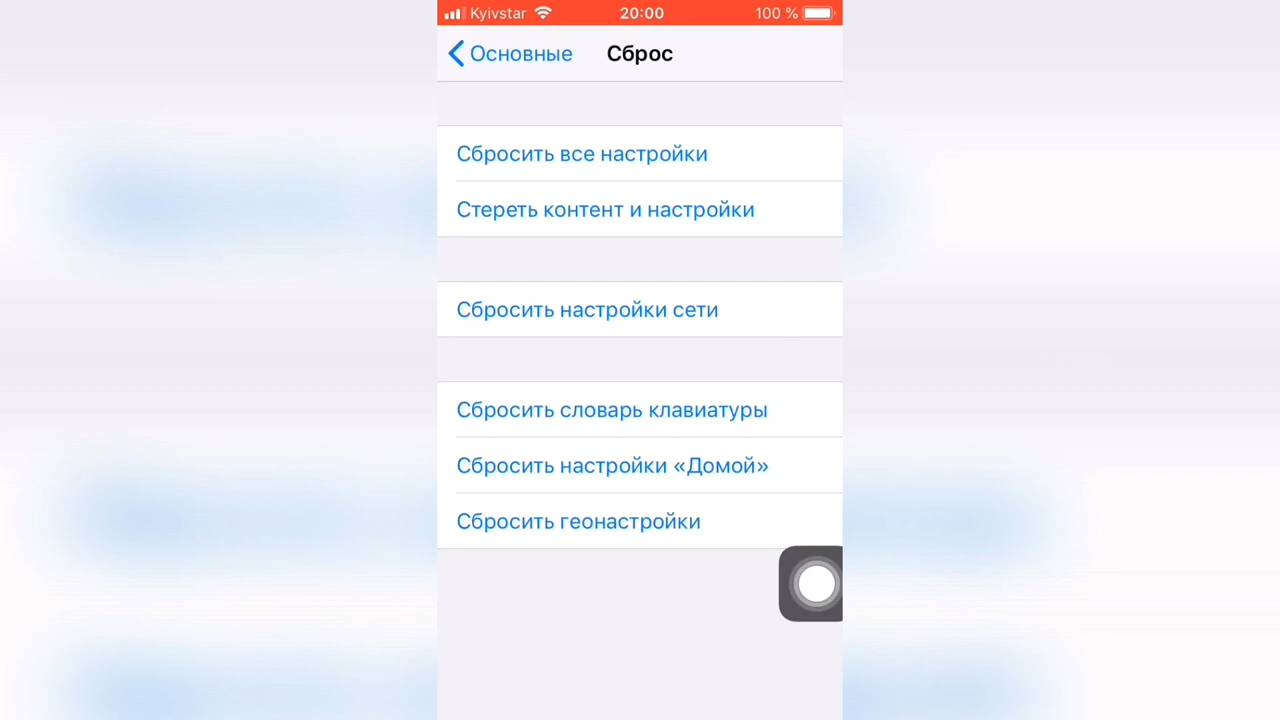 Kyivstar 20:00 100 %
Основные Сброс
Сбросить все настройки
Стереть контент и настройки
Сбросить настройки сети
Сбросить словарь клавиатуры
Сбросить настройки «Домой»
Сбросить геонастройки